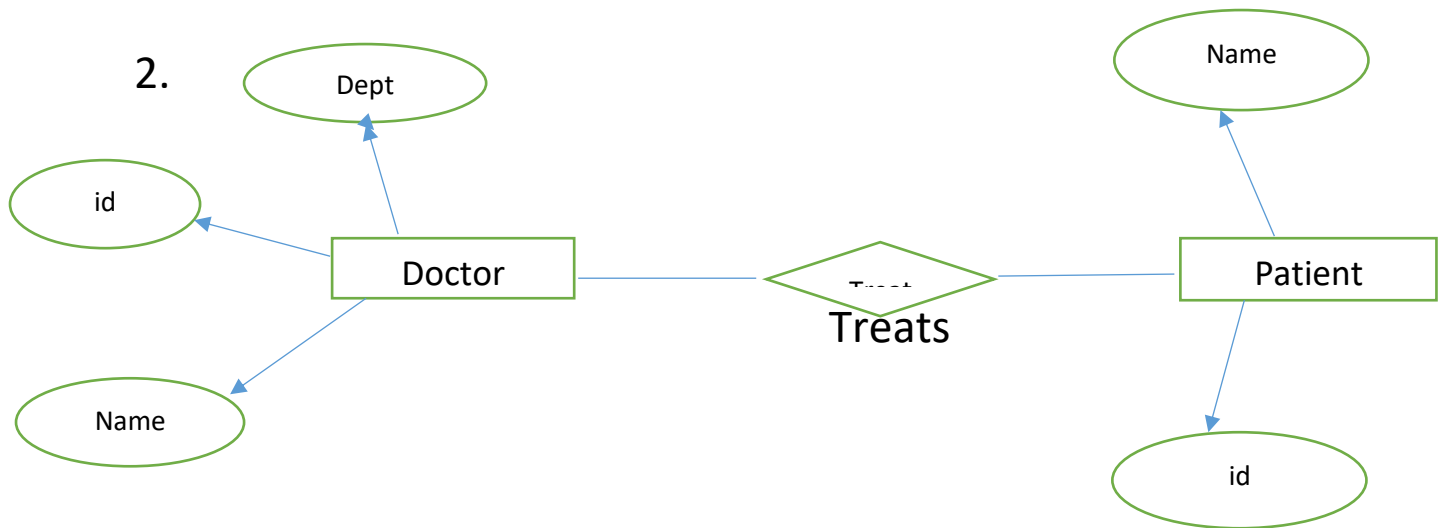 2.
Dept
Name
id
Doctor
Patient
Treats
Name
id